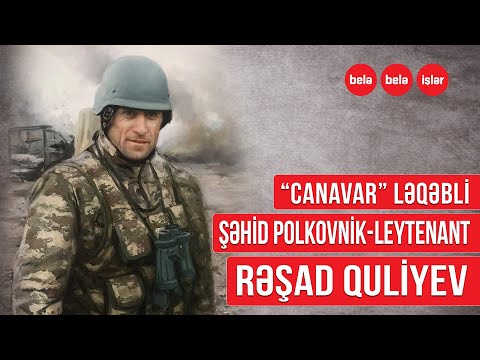 belə belə işlər
“CANAVAR” LƏQƏBLİ
ŞƏHİD POLKOVNİK-LEYTENANT
RƏŞAD QULİYEV